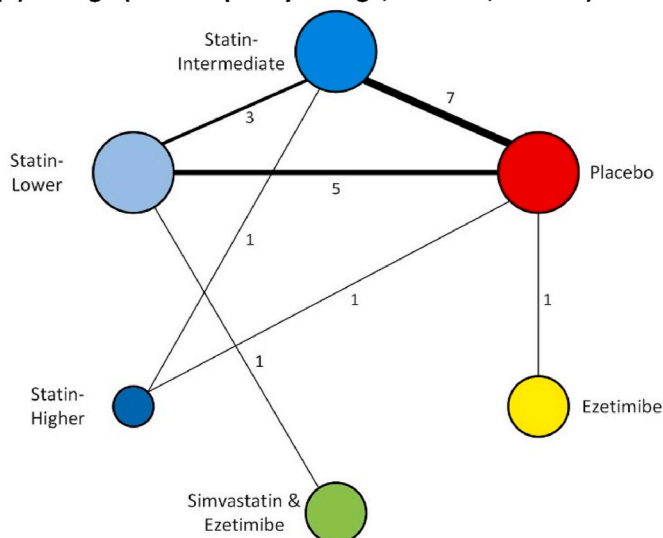 Statin-
Intermediate
7
3
Statin-
Lower
Placebo
5
1
1
1
1
Statin-
Higher
Ezetimibe
Simvastatin &
Ezetimibe